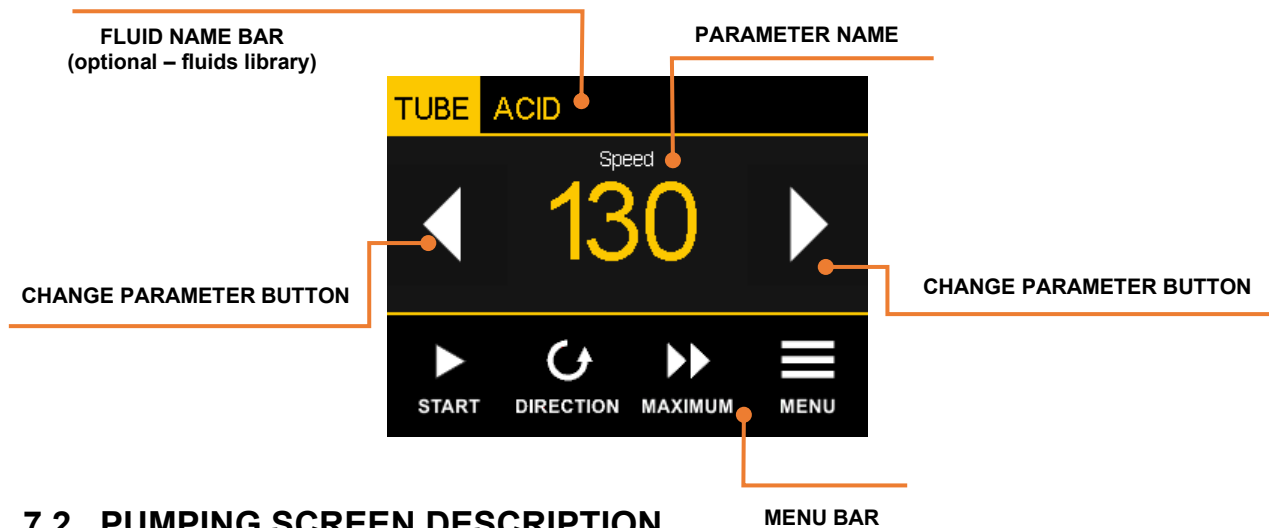 FLUID NAME BAR
(optional – fluids library)
PARAMETER NAME
TUBE ACID
Speed
130
CHANGE PARAMETER BUTTON
CHANGE PARAMETER BUTTON
START DIRECTION MAXIMUM MENU
7.2 PUMPING SCREEN DESCRIPTION
MENU BAR